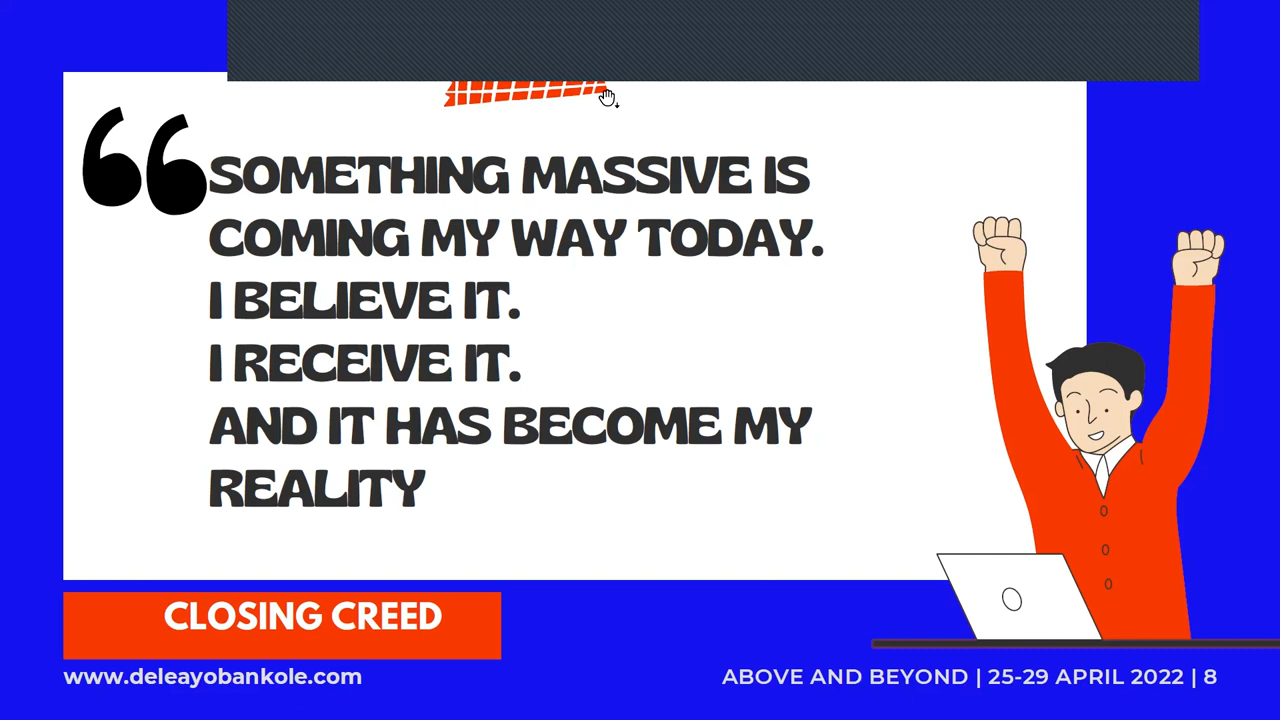 SOMETHING MASSIVE IS
COMING MY WAY TODAY.
I BELIEVE IT.
I RECEIVE IT.
AND IT HAS BECOME MY
REALITY
CLOSING CREED
www.deleayobankole.com
ABOVE AND BEYOND | 25-29 APRIL 2022 | 8